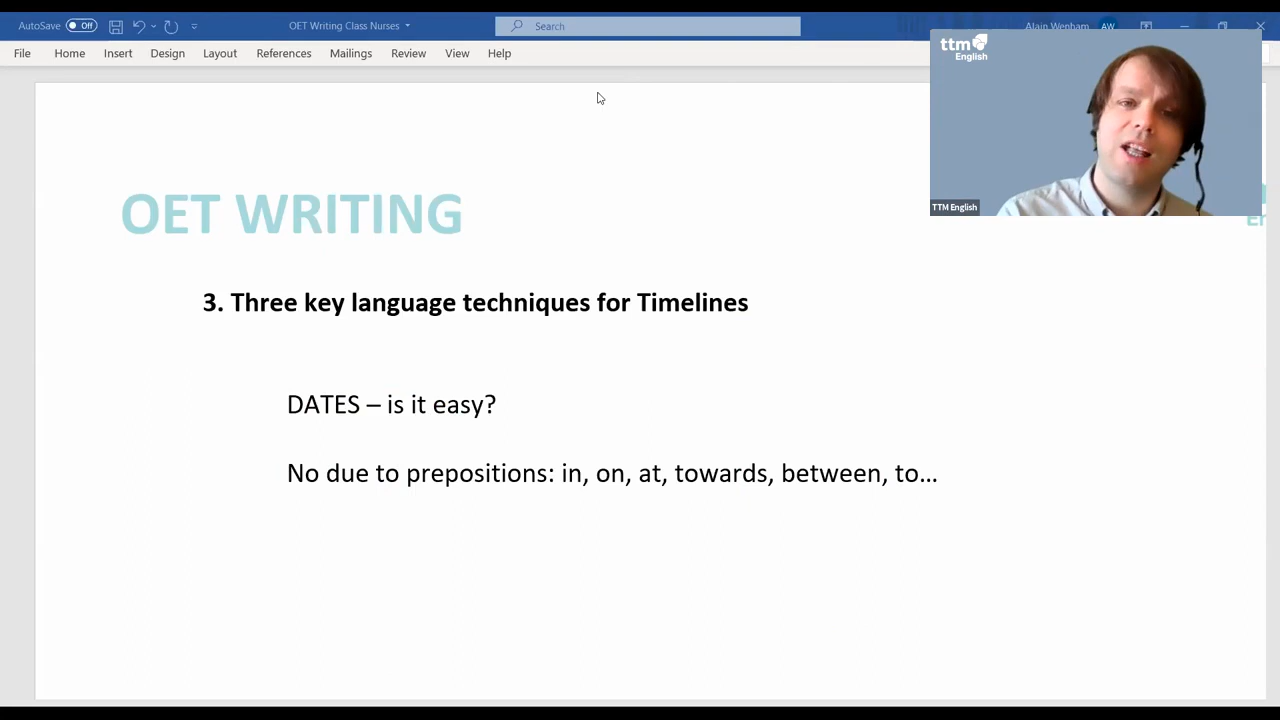 AutoSave Off OET Writing Class Nurses Search Alain Wenham AW
File Home Insert Design Layout References Mailings Review View Help
ttm
English
TTM English
OET WRITING
3. Three key language techniques for Timelines
DATES – is it easy?
No due to prepositions: in, on, at, towards, between, to…